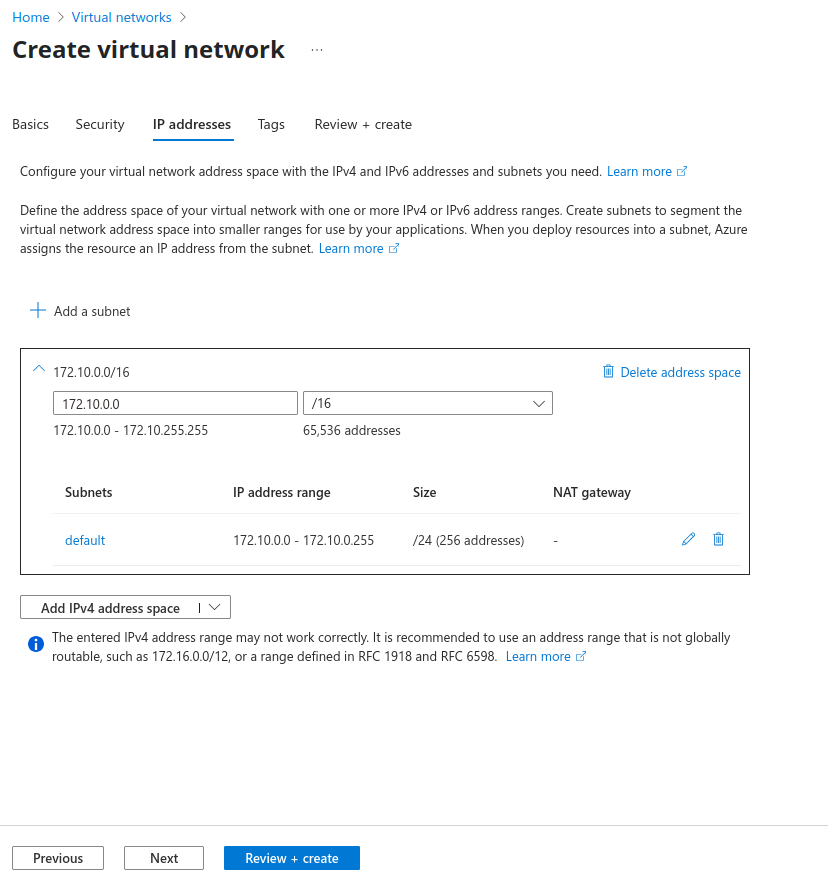 Home > Virtual networks >
Create virtual network ...
Basics Security IP addresses Tags Review + create
Configure your virtual network address space with the IPv4 and IPv6 addresses and subnets you need. Learn more
Define the address space of your virtual network with one or more IPv4 or IPv6 address ranges. Create subnets to segment the
virtual network address space into smaller ranges for use by your applications. When you deploy resources into a subnet, Azure
assigns the resource an IP address from the subnet. Learn more
Add a subnet
172.10.0.0/16 Delete address space
172.10.0.0 /16
172.10.0.0 - 172.10.255.255 65,536 addresses
Subnets IP address range Size NAT gateway
default 172.10.0.0 - 172.10.0.255 /24 (256 addresses) -
Add IPv4 address space |
The entered IPv4 address range may not work correctly. It is recommended to use an address range that is not globally
routable, such as 172.16.0.0/12, or a range defined in RFC 1918 and RFC 6598. Learn more
Previous Next Review + create